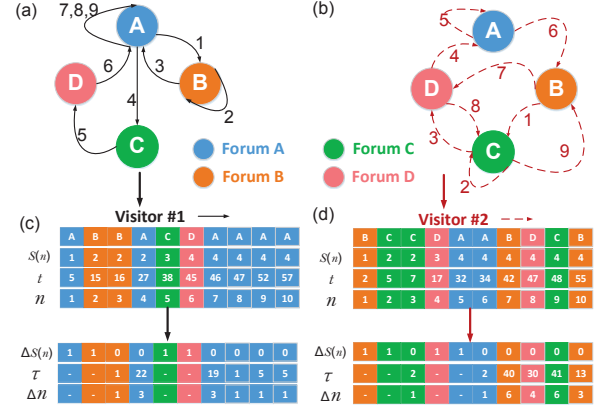 (a)
7,8,9
A
1
6
3
D
B
4
2
5
C
(b)
5
A
6
4
7
D
B
8
1
3
C
9
2
Forum A
Forum C
Forum B
Forum D
Visitor #1
(c)
A B B A C D A A A A
S(n) 1 2 2 2 3 4 4 4 4 4
t 5 15 16 27 38 45 46 47 52 57
n 1 2 3 4 5 6 7 8 9 10
ΔS(n) 1 1 0 0 1 1 0 0 0 0
τ - - 1 22 - - 19 1 5 5
Δn - - 1 3 - - 3 1 1 1
Visitor #2
(d)
B C C D A A B D C B
S(n) 1 2 2 3 4 4 4 4 4 4
t 2 5 7 17 32 34 42 47 48 55
n 1 2 3 4 5 6 7 8 9 10
ΔS(n) 1 1 0 1 1 0 0 0 0 0
τ - - 2 - - 2 40 30 41 13
Δn - - 1 - - 1 6 4 6 3